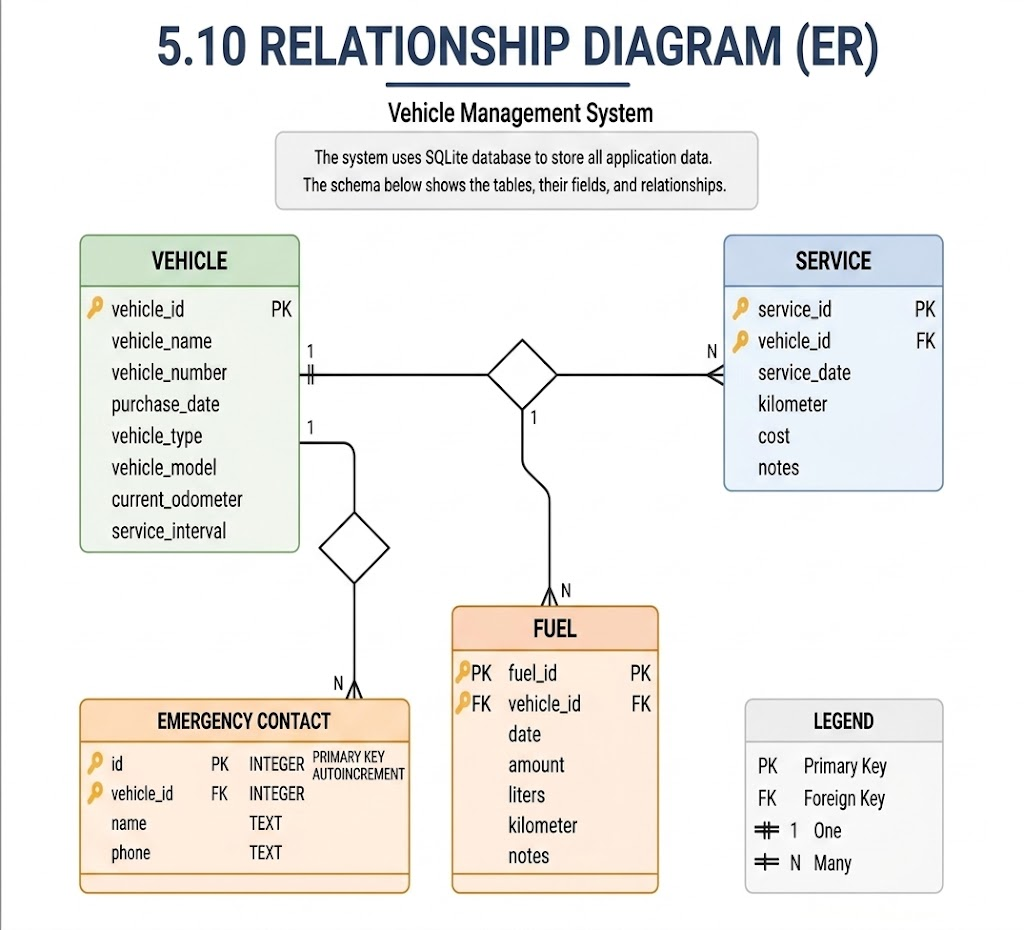 5.10 RELATIONSHIP DIAGRAM (ER)
Vehicle Management System
The system uses SQLite database to store all application data.
The schema below shows the tables, their fields, and relationships.
VEHICLE
vehicle_id PK
vehicle_name
vehicle_number
purchase_date
vehicle_type
vehicle_model
current_odometer
service_interval
1
1
1
N
SERVICE
service_id PK
vehicle_id FK
service_date
kilometer
cost
notes
N
EMERGENCY CONTACT
id PK INTEGER PRIMARY KEY AUTOINCREMENT
vehicle_id FK INTEGER
name TEXT
phone TEXT
N
FUEL
PK fuel_id PK
FK vehicle_id FK
date
amount
liters
kilometer
notes
LEGEND
PK Primary Key
FK Foreign Key
1 One
N Many